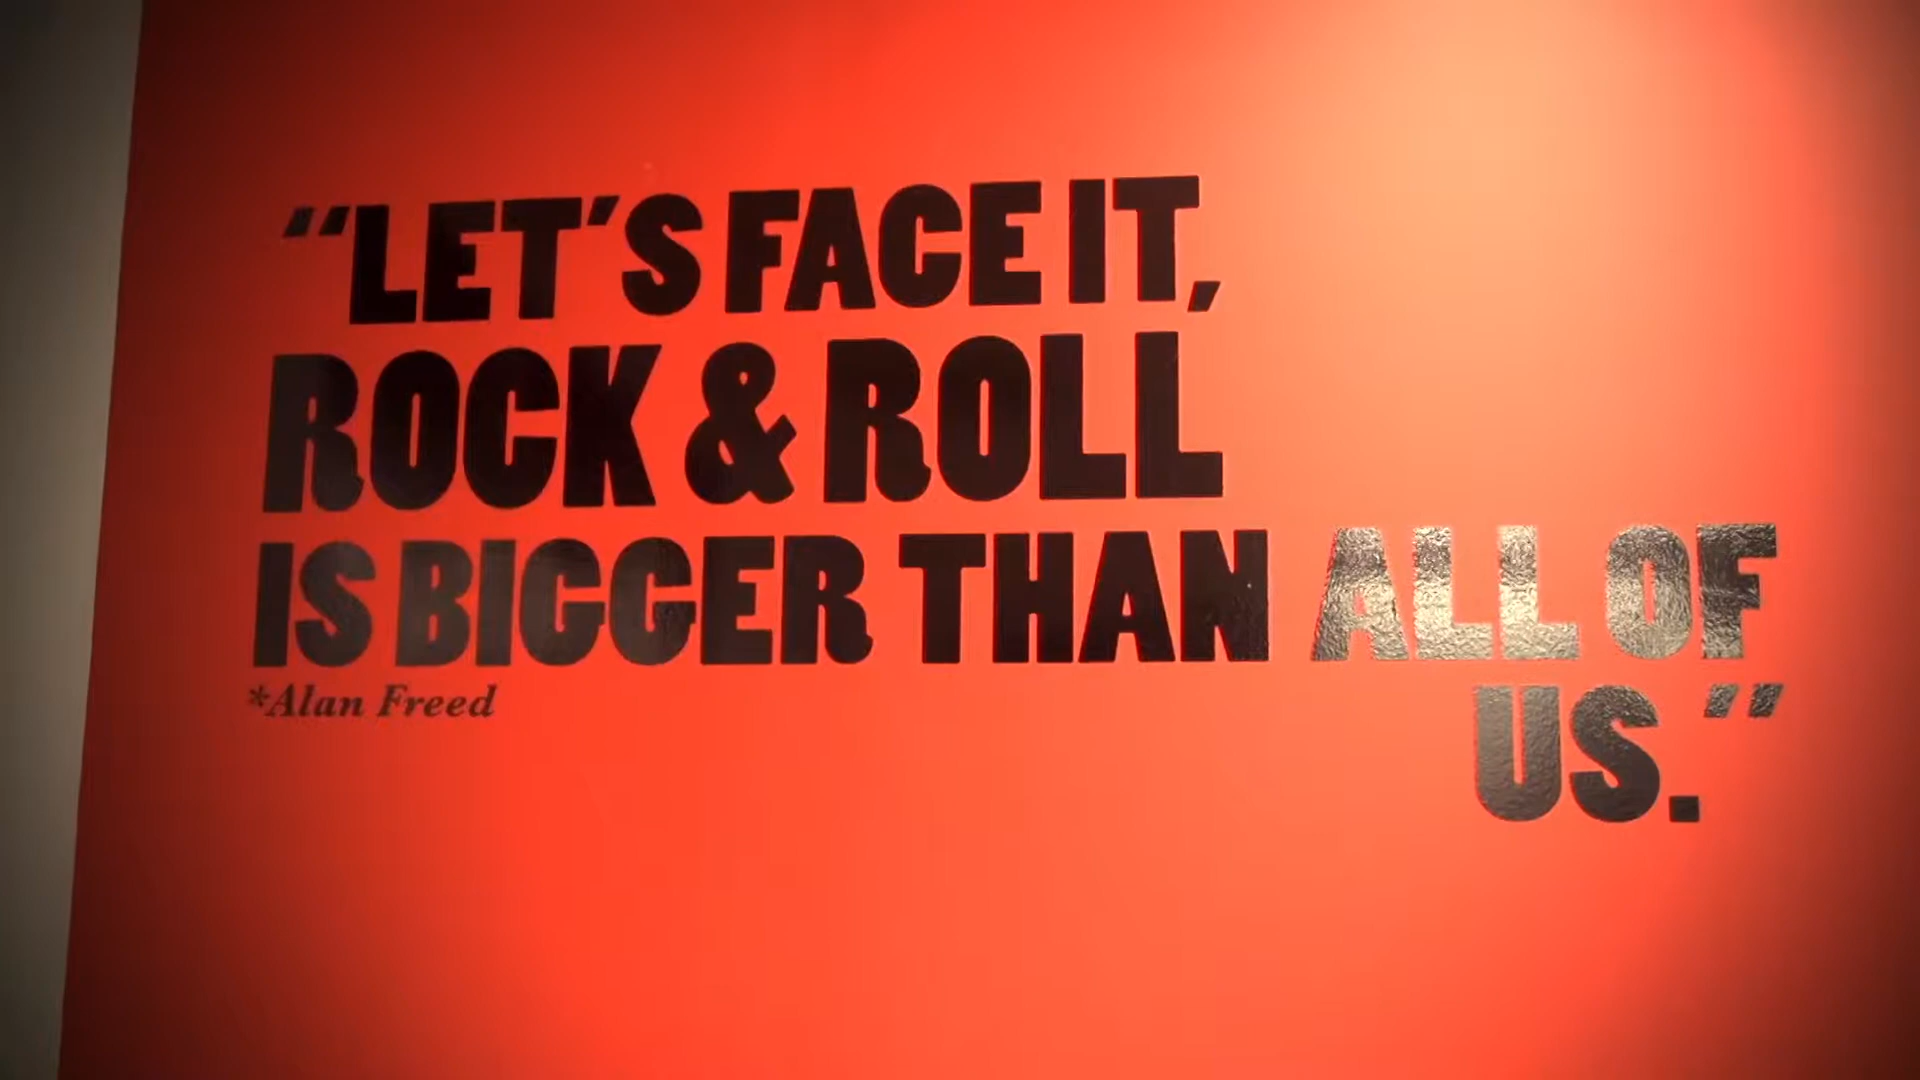 “LET’S FACE IT,
ROCK & ROLL
IS BIGGER THAN ALL OF
US.”
*Alan Freed